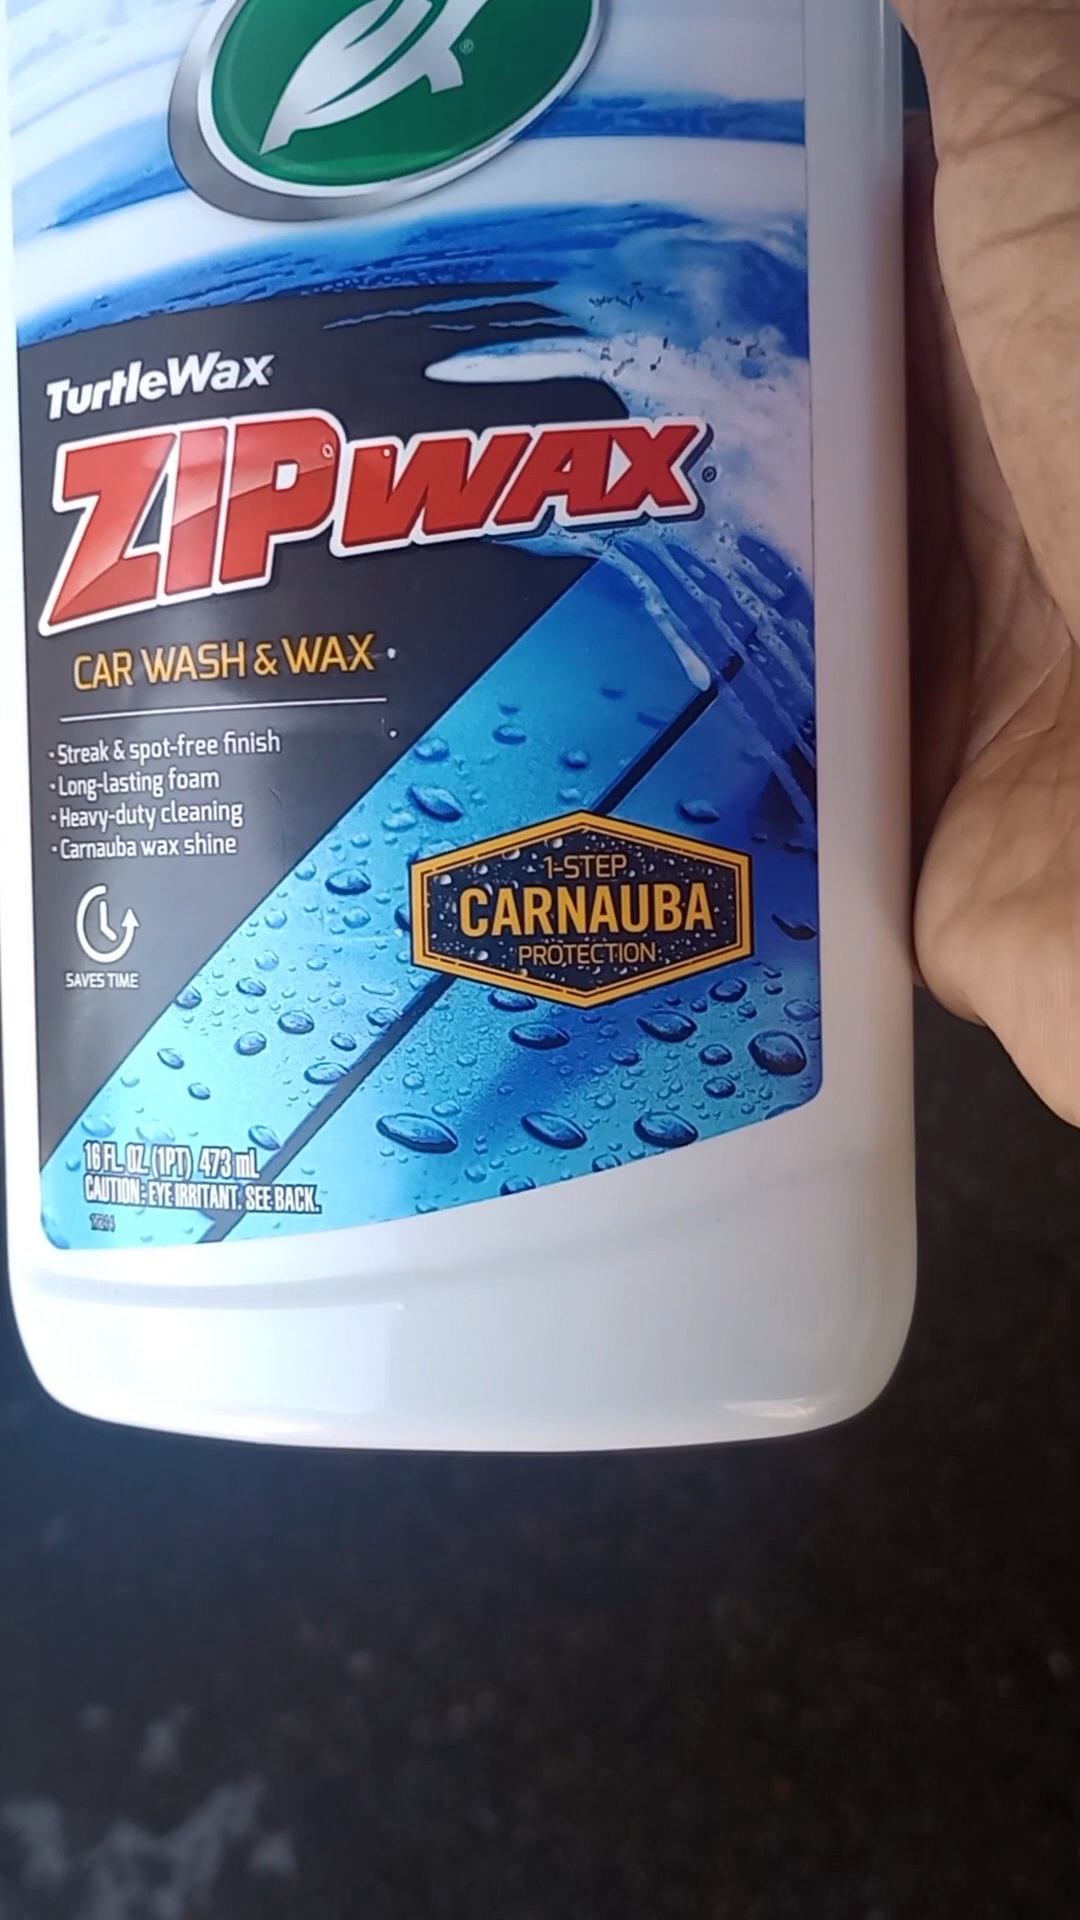 ®
TurtleWax
ZIPWAX®
CAR WASH & WAX
• Streak & spot-free finish
• Long-lasting foam
• Heavy-duty cleaning
• Carnauba wax shine
SAVES TIME
1-STEP
CARNAUBA
PROTECTION
16 FL. OZ. (1PT) 473 mL
CAUTION: EYE IRRITANT. SEE BACK.